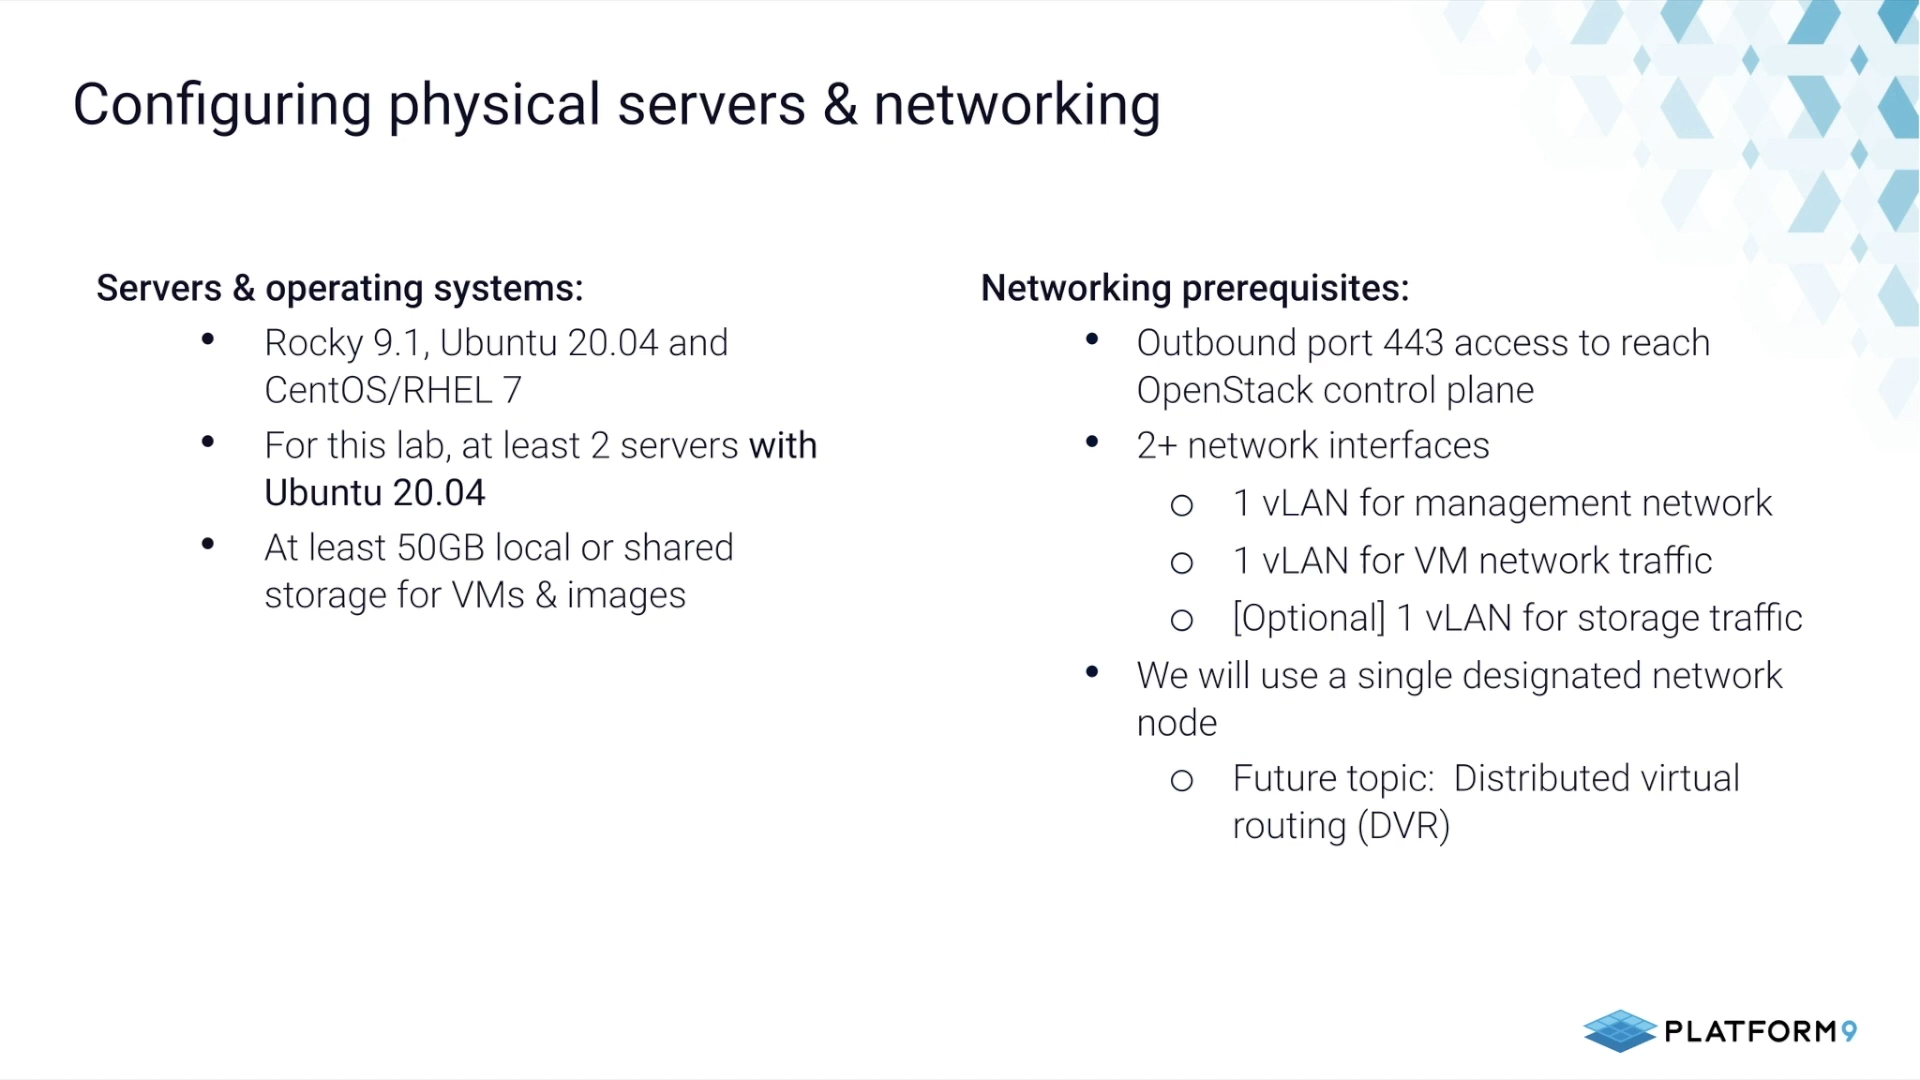 Configuring physical servers & networking
Servers & operating systems:
• Rocky 9.1, Ubuntu 20.04 and
CentOS/RHEL 7
• For this lab, at least 2 servers with
Ubuntu 20.04
• At least 50GB local or shared
storage for VMs & images
Networking prerequisites:
• Outbound port 443 access to reach
OpenStack control plane
• 2+ network interfaces
○ 1 vLAN for management network
○ 1 vLAN for VM network traffic
○ [Optional] 1 vLAN for storage traffic
• We will use a single designated network
node
○ Future topic: Distributed virtual
routing (DVR)
PLATFORM9